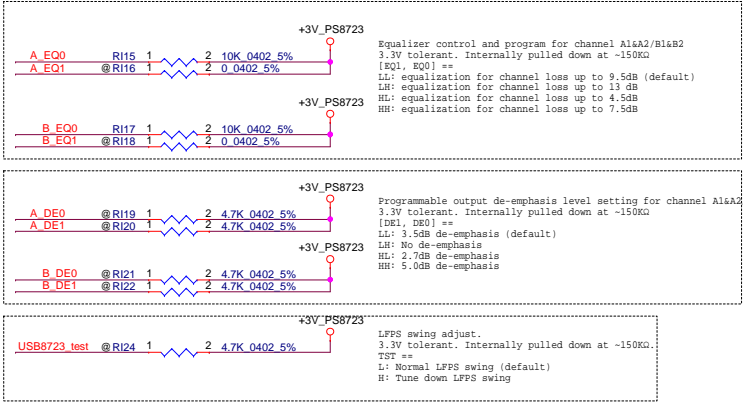 +3V_PS8723
A_EQ0 RI15 1 2 10K_0402_5%
A_EQ1 @ RI16 1 2 0_0402_5%
+3V_PS8723
B_EQ0 RI17 1 2 10K_0402_5%
B_EQ1 @ RI18 1 2 0_0402_5%
Equalizer control and program for channel A1&A2/B1&B2
3.3V tolerant. Internally pulled down at ~150KΩ
[EQ1, EQ0] ==
LL: equalization for channel loss up to 9.5dB (default)
LH: equalization for channel loss up to 13 dB
HL: equalization for channel loss up to 4.5dB
HH: equalization for channel loss up to 7.5dB
+3V_PS8723
A_DE0 @ RI19 1 2 4.7K_0402_5%
A_DE1 @ RI20 1 2 4.7K_0402_5%
+3V_PS8723
B_DE0 @ RI21 1 2 4.7K_0402_5%
B_DE1 @ RI22 1 2 4.7K_0402_5%
Programmable output de-emphasis level setting for channel A1&A2
3.3V tolerant. Internally pulled down at ~150KΩ
[DE1, DE0] ==
LL: 3.5dB de-emphasis (default)
LH: No de-emphasis
HL: 2.7dB de-emphasis
HH: 5.0dB de-emphasis
+3V_PS8723
USB8723_test @ RI24 1 2 4.7K_0402_5%
LFPS swing adjust.
3.3V tolerant. Internally pulled down at ~150KΩ.
TST ==
L: Normal LFPS swing (default)
H: Tune down LFPS swing